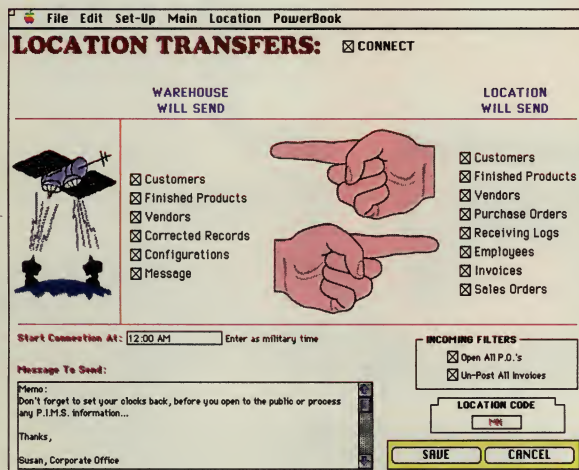 File Edit Set-Up Main Location PowerBook
LOCATION TRANSFERS: CONNECT
WAREHOUSE
WILL SEND
Customers
Finished Products
Vendors
Corrected Records
Configurations
Message
LOCATION
WILL SEND
Customers
Finished Products
Vendors
Purchase Orders
Receiving Logs
Employees
Invoices
Sales Orders
Start Connection At: 12:00 AM Enter as military time
Message To Send:
Memo:
Don't forget to set your clocks back, before you open to the public or process
any P.I.M.S. information...
Thanks,
Susan, Corporate Office
INCOMING FILTERS
Open All P.O.'s
Un-Post All Invoices
LOCATION CODE
MN
SAVE CANCEL